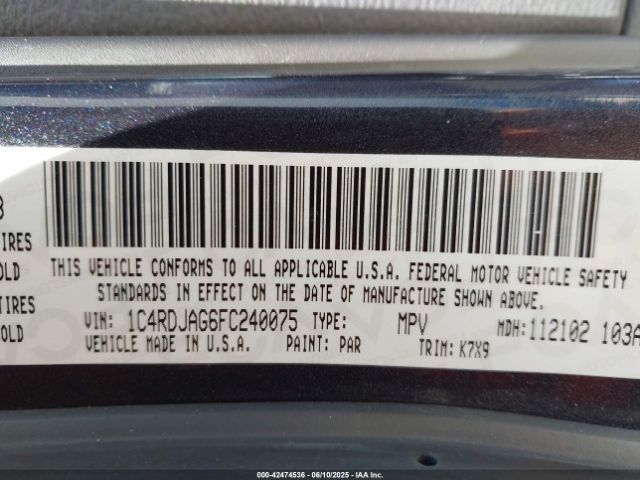 3
IRES
OLD
IRES
OLD
THIS VEHICLE CONFORMS TO ALL APPLICABLE U.S.A. FEDERAL MOTOR VEHICLE SAFETY
STANDARDS IN EFFECT ON THE DATE OF MANUFACTURE SHOWN ABOVE.
VIN: 1C4RDJAG6FC240075 TYPE: MPV MDH:112102 103A
VEHICLE MADE IN U.S.A. PAINT: PAR TRIM: K7X9
000-42474536 - 06/10/2025 - IAA Inc.